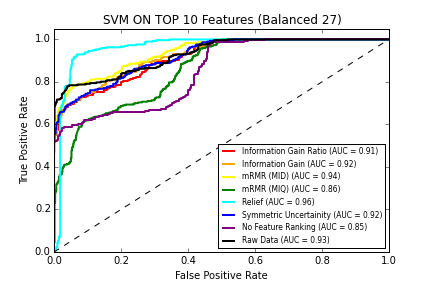 SVM ON TOP 10 Features (Balanced 27)
True Positive Rate
1.0
0.8
0.6
0.4
0.2
0.0
Information Gain Ratio (AUC = 0.91)
Information Gain (AUC = 0.92)
mRMR (MID) (AUC = 0.94)
mRMR (MIQ) (AUC = 0.86)
Relief (AUC = 0.96)
Symmetric Uncertainity (AUC = 0.92)
No Feature Ranking (AUC = 0.85)
Raw Data (AUC = 0.93)
0.0 0.2 0.4 0.6 0.8 1.0
False Positive Rate